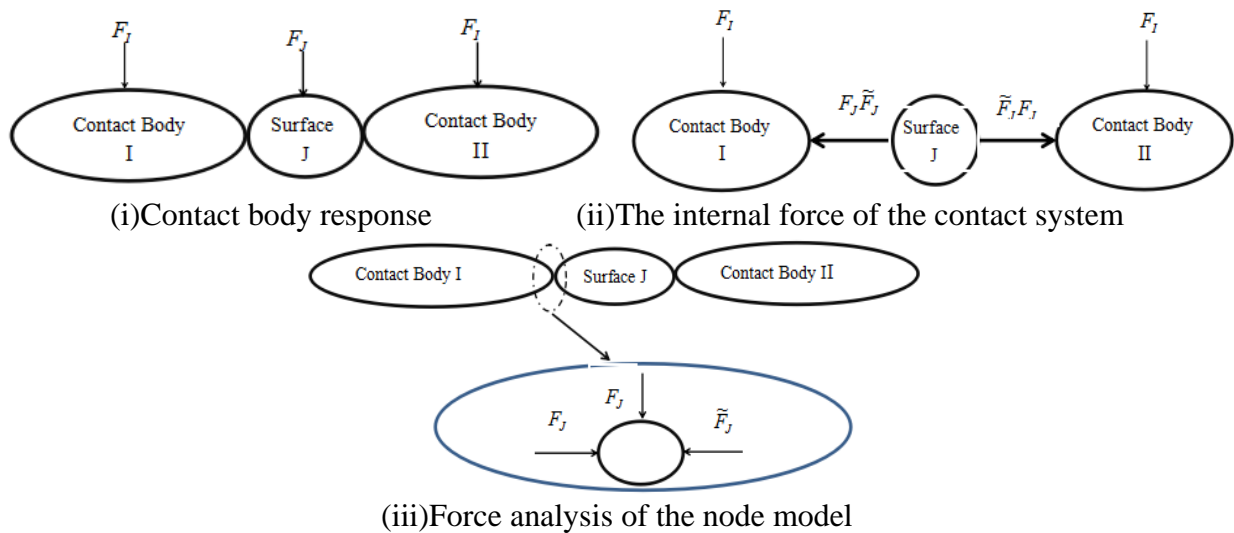 F_I F_J F_I
Contact Body I
Surface J
Contact Body II
(i)Contact body response
F_I F_I
F_J F̃_J F̃_J F_J
Contact Body I
Surface J
Contact Body II
(ii)The internal force of the contact system
Contact Body I Surface J Contact Body II
F_J
F_J F̃_J
(iii)Force analysis of the node model